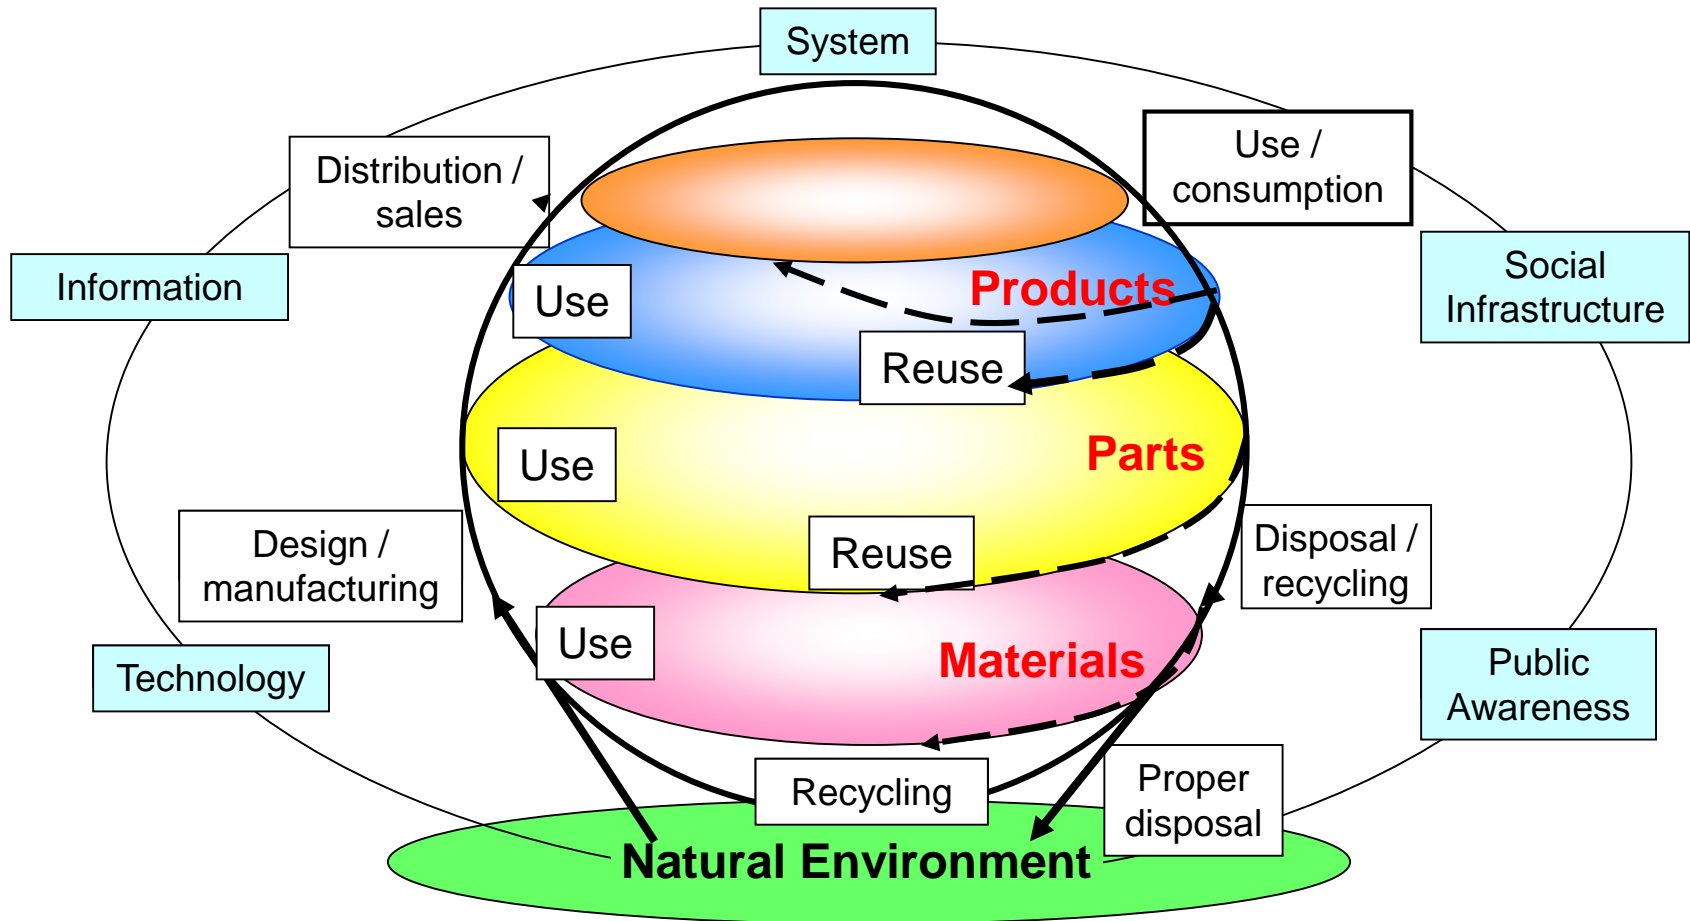 System
Distribution /
sales
Use /
consumption
Information
Social
Infrastructure
Use
Products
Reuse
Use
Parts
Design /
manufacturing
Reuse
Disposal /
recycling
Use
Materials
Technology
Public
Awareness
Recycling
Proper
disposal
Natural Environment